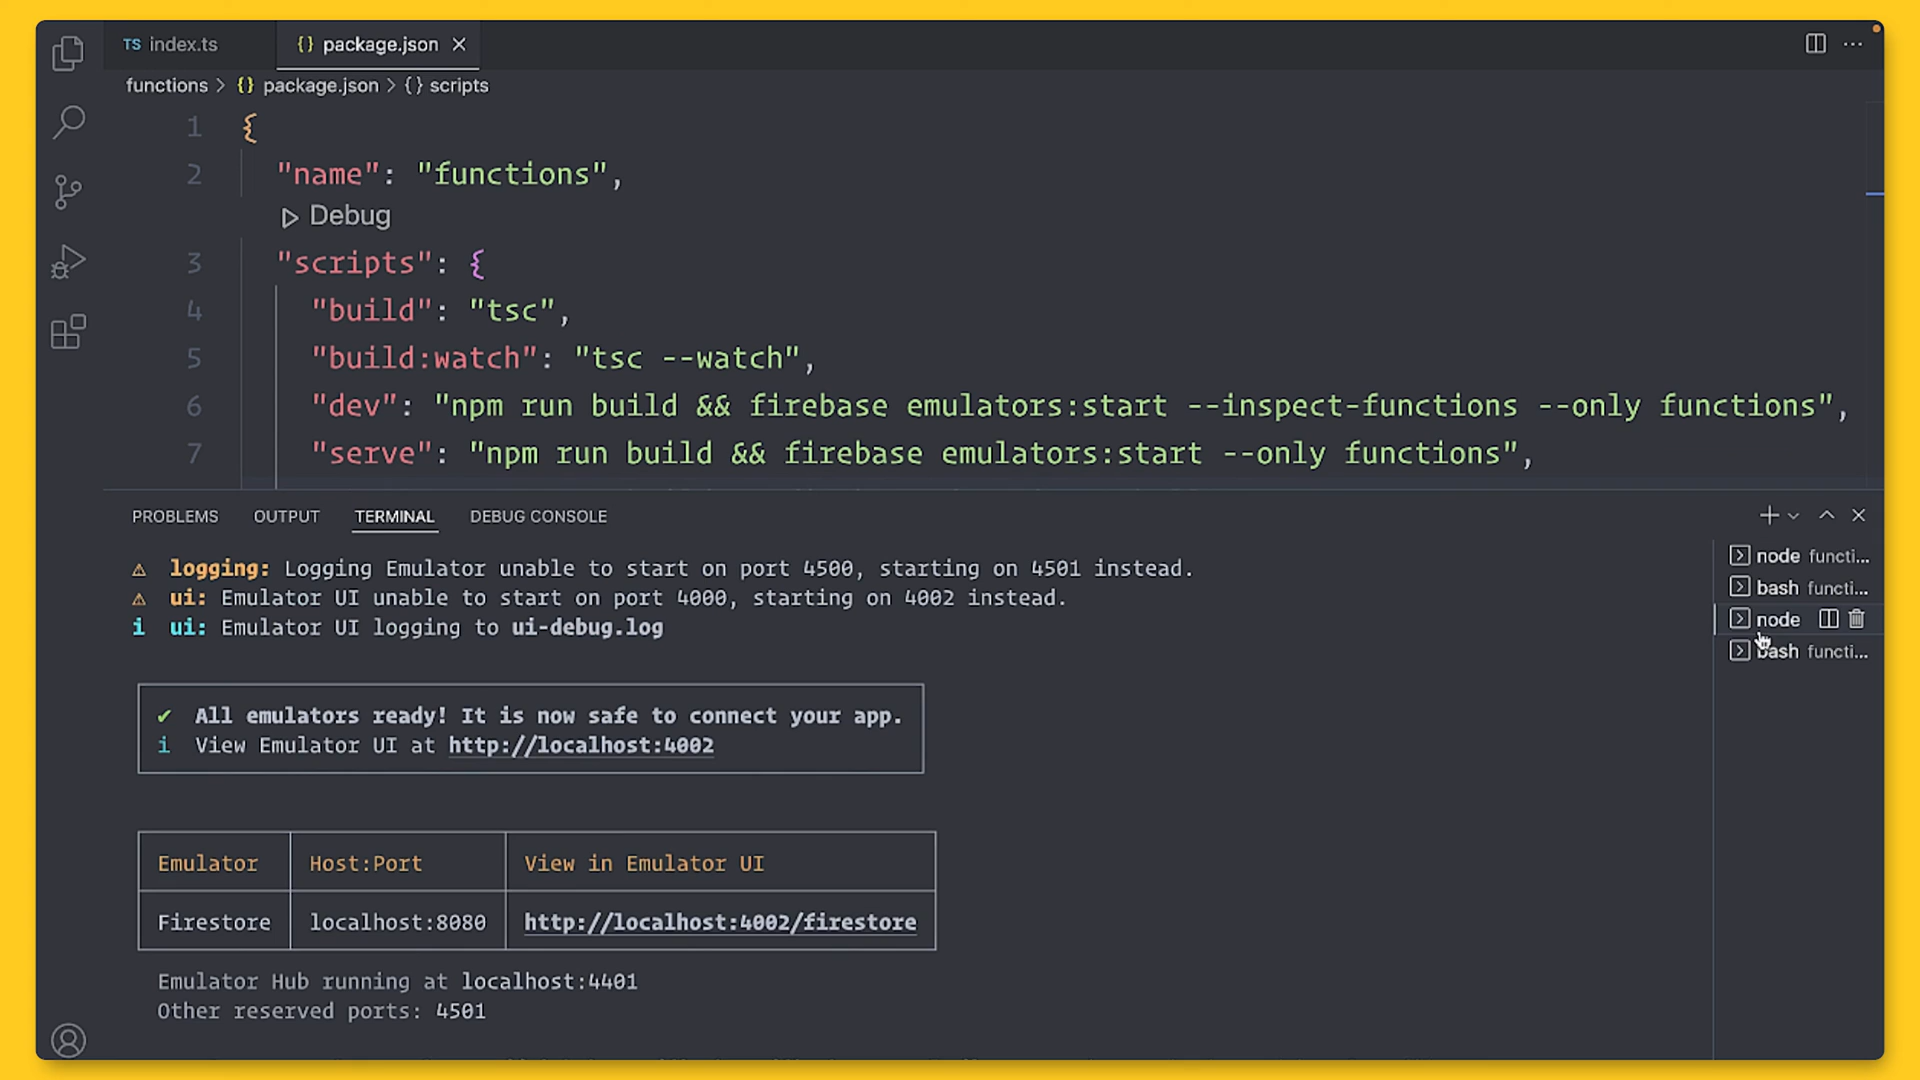 TS index.ts
{} package.json
functions > {} package.json > {} scripts
1 {
2 "name": "functions",
Debug
3 "scripts": {
4 "build": "tsc",
5 "build:watch": "tsc --watch",
6 "dev": "npm run build && firebase emulators:start --inspect-functions --only functions",
7 "serve": "npm run build && firebase emulators:start --only functions",
PROBLEMS OUTPUT TERMINAL DEBUG CONSOLE
⚠ logging: Logging Emulator unable to start on port 4500, starting on 4501 instead.
⚠ ui: Emulator UI unable to start on port 4000, starting on 4002 instead.
i ui: Emulator UI logging to ui-debug.log
✔ All emulators ready! It is now safe to connect your app.
i View Emulator UI at http://localhost:4002
Emulator Host:Port View in Emulator UI
Firestore localhost:8080 http://localhost:4002/firestore
Emulator Hub running at localhost:4401
Other reserved ports: 4501
node functi...
bash functi...
node
bash functi...